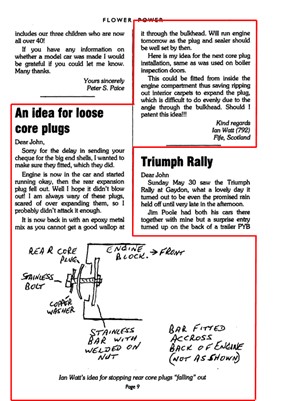 FLOWER POWER
includes our three children who are now
all over 40!
If you have any information on
whether a model car was made I would
be grateful if you could let me know.
Many thanks.
Yours sincerely
Peter S. Paice
An idea for loose
core plugs
Dear John,
Sorry for the delay in sending your
cheque for the big end shells, I wanted to
make sure they fitted, which they did.
Engine is now in the car and started
running okay, then the rear expansion
plug fell out. Well I hope it didn't blow
out! I am always wary of these plugs,
scared of over expanding them, so I
probably didn't attack it enough.
It is now back in with an epoxy metal
mix as you cannot get a good wallop at
it through the bulkhead. Will run engine
tomorrow as the plug and sealer should
be well set by then.
Here is my idea for the next core plug
installation, same as was used on boiler
inspection doors.
This could be fitted from inside the
engine compartment thus saving ripping
out interior carpets to expand the plug,
which is difficult to do evenly due to the
angle through the bulkhead. Should I
patent this idea!!!
Kind regards
Ian Watt (792)
Fife, Scotland
Triumph Rally
Dear John,
Sunday May 30 saw the Triumph
Rally at Gaydon, what a lovely day it
turned out to be even the promised rain
held off until very late in the afternoon.
Jim Poole had both his cars there
together with mine but a surprise entry
turned up on the back of a trailer PYB
REAR CORE
PLUG
ENGINE
BLOCK.
→FRONT
STAINLESS
BOLT
COPPER
WASHER
STAINLESS
BAR WITH
WELDED ON
NUT
BAR FITTED
ACCROSS
BACK OF ENGINE
(NOT AS SHOWN)
Ian Watt's idea for stopping rear core plugs "falling" out
Page 9